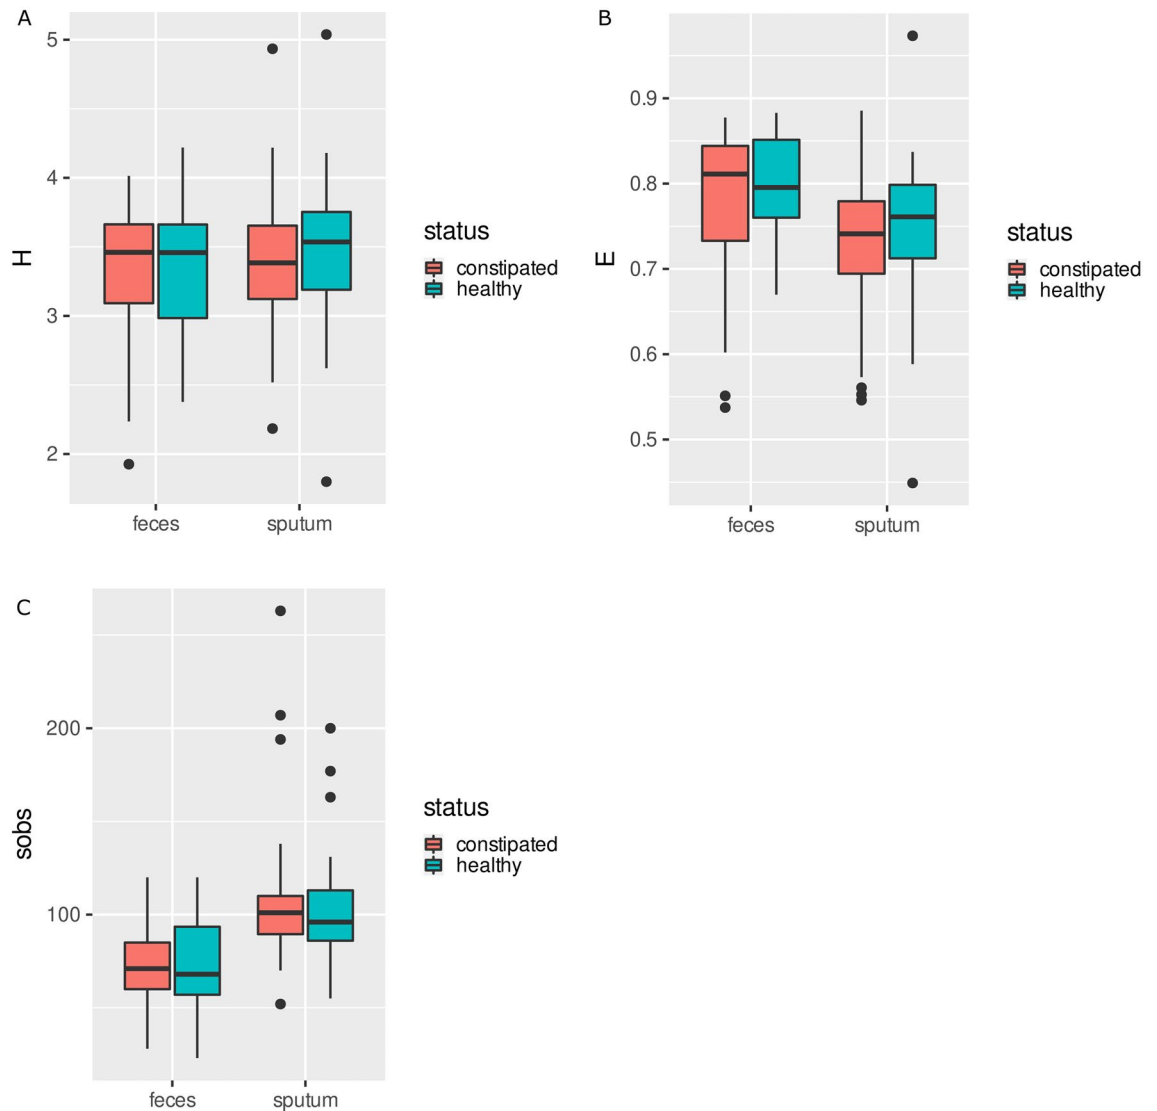 A
5
4
3
2
H
feces
sputum
status
constipated
healthy
B
0.9
0.8
0.7
0.6
0.5
E
feces
sputum
status
constipated
healthy
C
200
100
sobs
feces
sputum
status
constipated
healthy